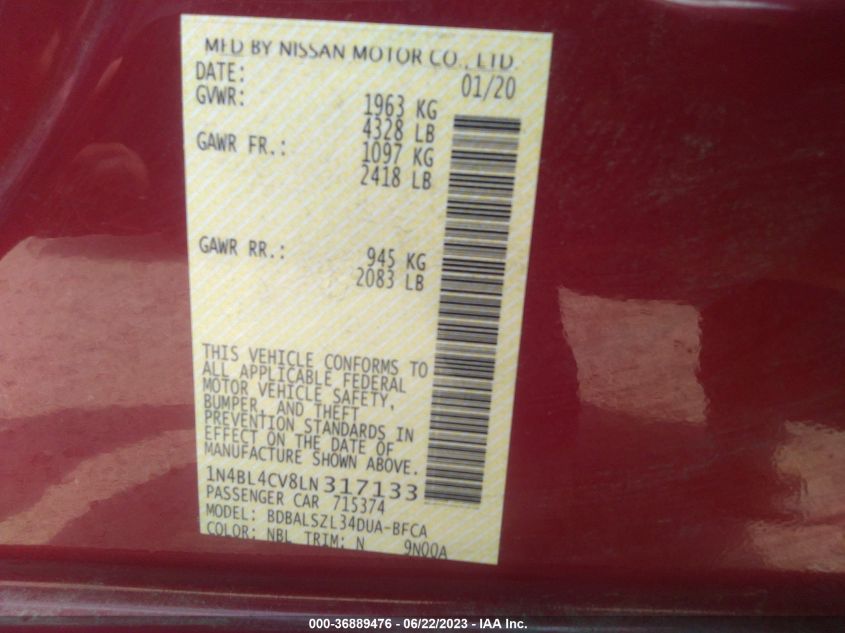 MFD BY NISSAN MOTOR CO., LTD.
DATE: 01/20
GVWR: 1963 KG
4328 LB
GAWR FR.: 1097 KG
2418 LB
GAWR RR.: 945 KG
2083 LB
THIS VEHICLE CONFORMS TO
ALL APPLICABLE FEDERAL
MOTOR VEHICLE SAFETY,
BUMPER, AND THEFT
PREVENTION STANDARDS IN
EFFECT ON THE DATE OF
MANUFACTURE SHOWN ABOVE.
1N4BL4CV8LN317133
PASSENGER CAR 715374
MODEL: BDBALSZL34DUA-BFCA
COLOR: NBL TRIM: N 9N00A
000-36889476 - 06/22/2023 - IAA Inc.